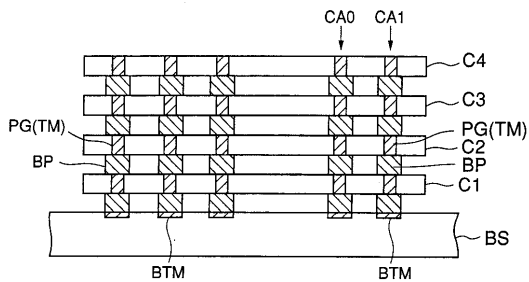 CA0 CA1
C4
C3
PG(TM) PG(TM)
C2
BP BP
C1
BS
BTM BTM